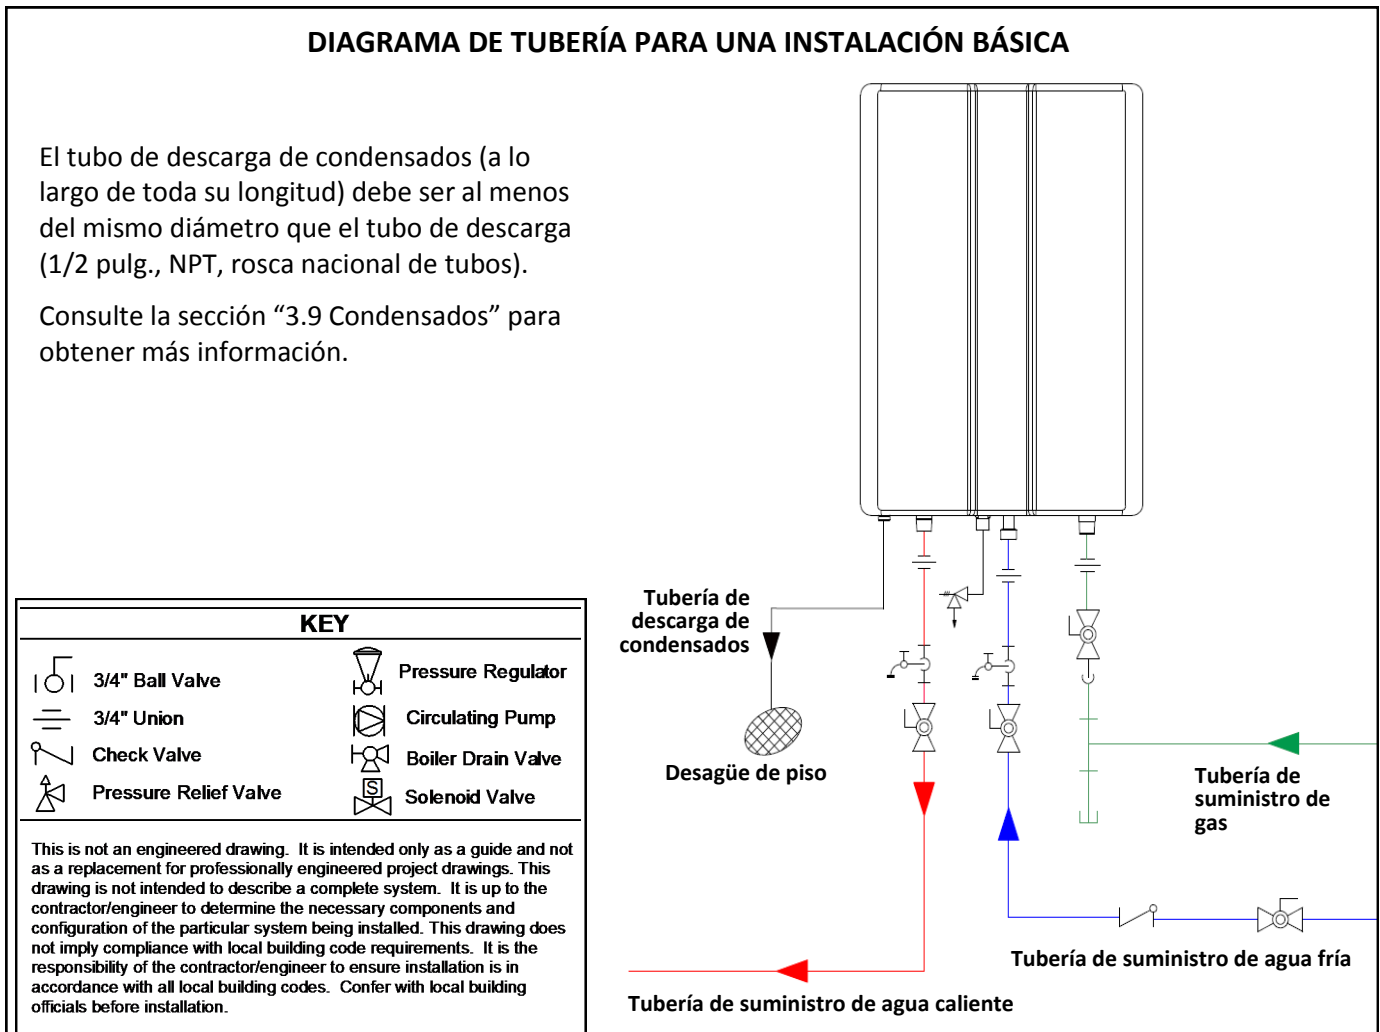 DIAGRAMA DE TUBERÍA PARA UNA INSTALACIÓN BÁSICA
El tubo de descarga de condensados (a lo
largo de toda su longitud) debe ser al menos
del mismo diámetro que el tubo de descarga
(1/2 pulg., NPT, rosca nacional de tubos).
Consulte la sección “3.9 Condensados” para
obtener más información.
Tubería de
descarga de
condensados
Desagüe de piso
Tubería de
suministro de
gas
Tubería de suministro de agua fría
Tubería de suministro de agua caliente
KEY
3/4" Ball Valve
3/4" Union
Check Valve
Pressure Relief Valve
Pressure Regulator
Circulating Pump
Boiler Drain Valve
S
Solenoid Valve
This is not an engineered drawing. It is intended only as a guide and not
as a replacement for professionally engineered project drawings. This
drawing is not intended to describe a complete system. It is up to the
contractor/engineer to determine the necessary components and
configuration of the particular system being installed. This drawing does
not imply compliance with local building code requirements. It is the
responsibility of the contractor/engineer to ensure installation is in
accordance with all local building codes. Confer with local building
officials before installation.